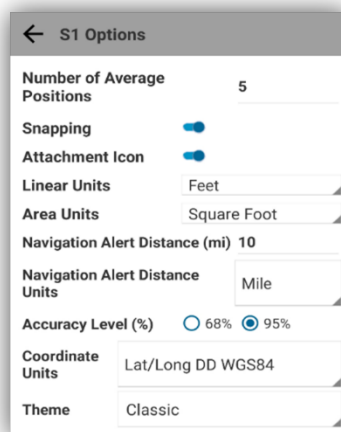 S1 Options
Number of Average
Positions
5
Snapping
Attachment Icon
Linear Units Feet
Area Units Square Foot
Navigation Alert Distance (mi) 10
Navigation Alert Distance
Units
Mile
Accuracy Level (%) 68% 95%
Coordinate
Units
Lat/Long DD WGS84
Theme Classic